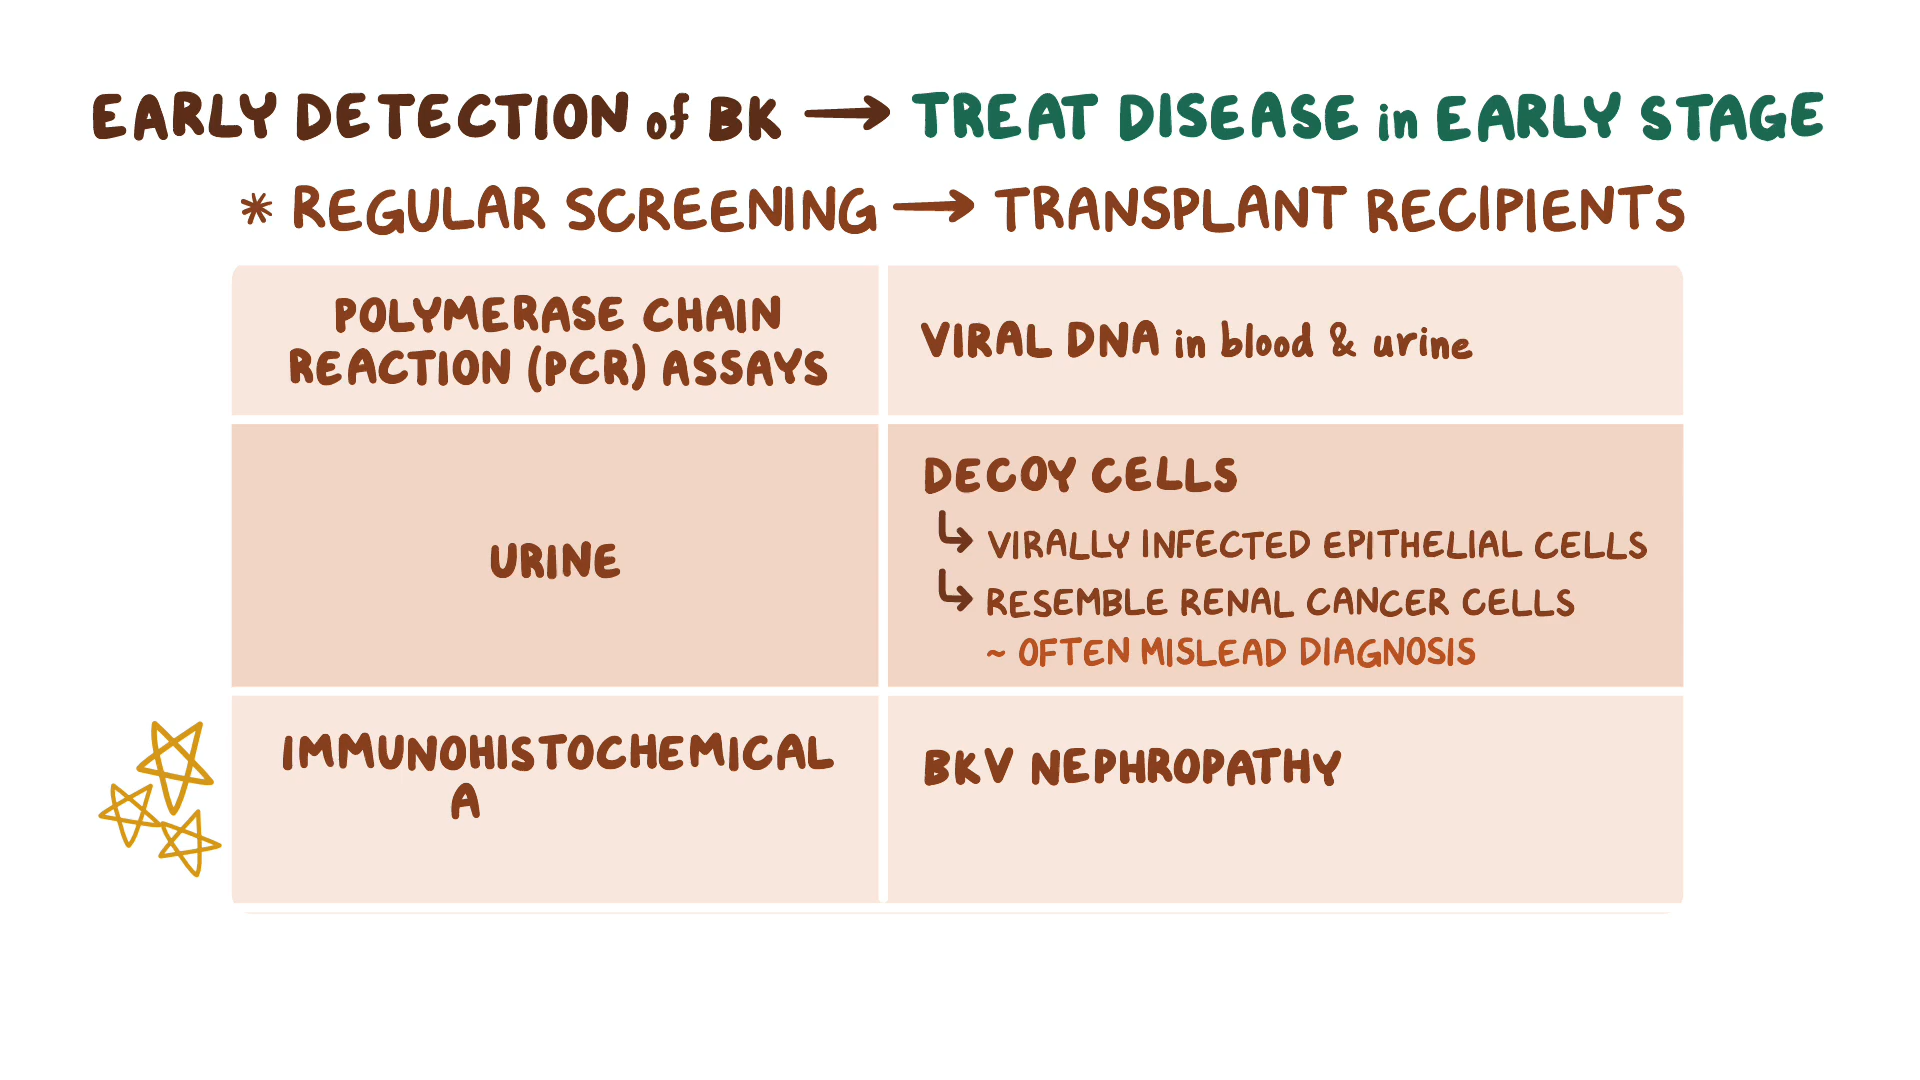 EARLY DETECTION of BK → TREAT DISEASE in EARLY STAGE
* REGULAR SCREENING → TRANSPLANT RECIPIENTS
POLYMERASE CHAIN
REACTION (PCR) ASSAYS
VIRAL DNA in blood & urine
URINE
DECOY CELLS
↳ VIRALLY INFECTED EPITHELIAL CELLS
↳ RESEMBLE RENAL CANCER CELLS
~ OFTEN MISLEAD DIAGNOSIS
IMMUNOHISTOCHEMICAL
A
BKV NEPHROPATHY